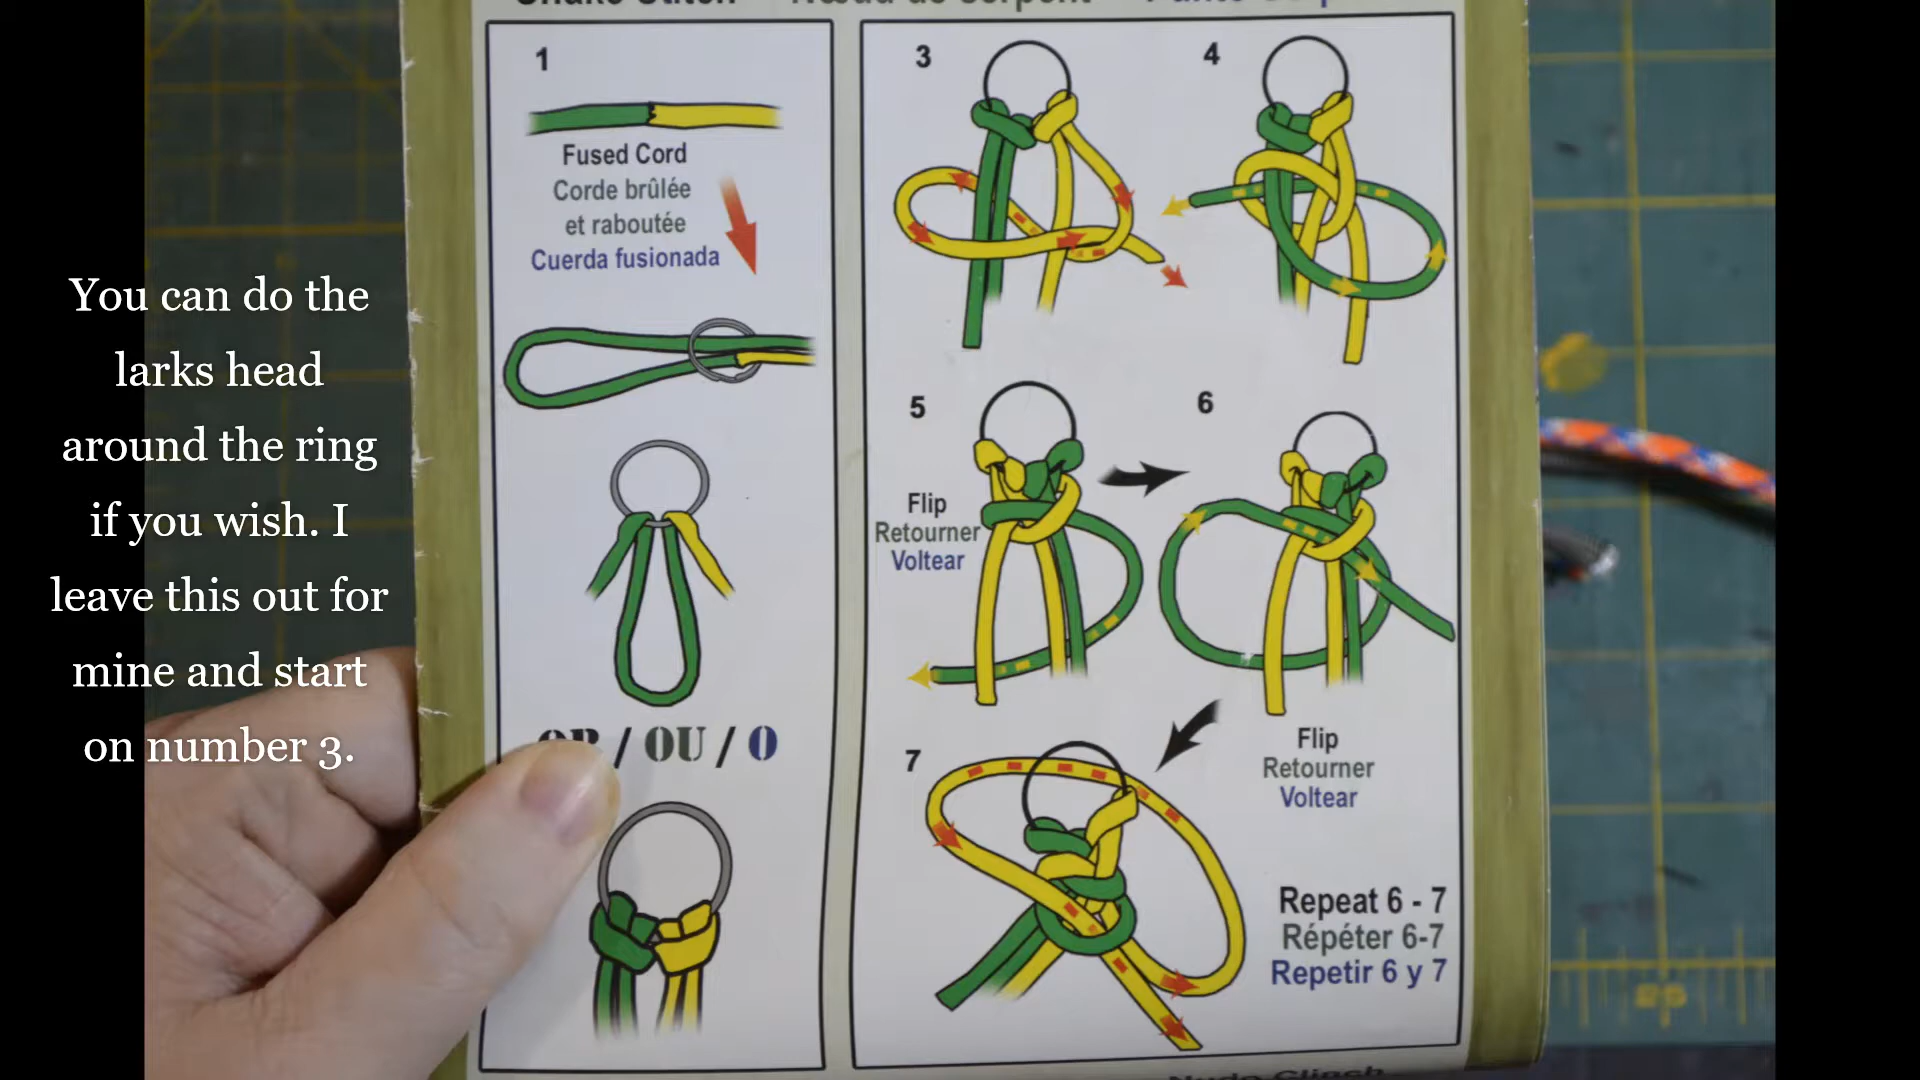 You can do the
larks head
around the ring
if you wish. I
leave this out for
mine and start
on number 3.
1
Fused Cord
Corde brûlée
et raboutée
Cuerda fusionada
/ OU / O
3
4
5
Flip
Retourner
Voltear
6
Flip
Retourner
Voltear
7
Repeat 6 - 7
Répéter 6-7
Repetir 6 y 7